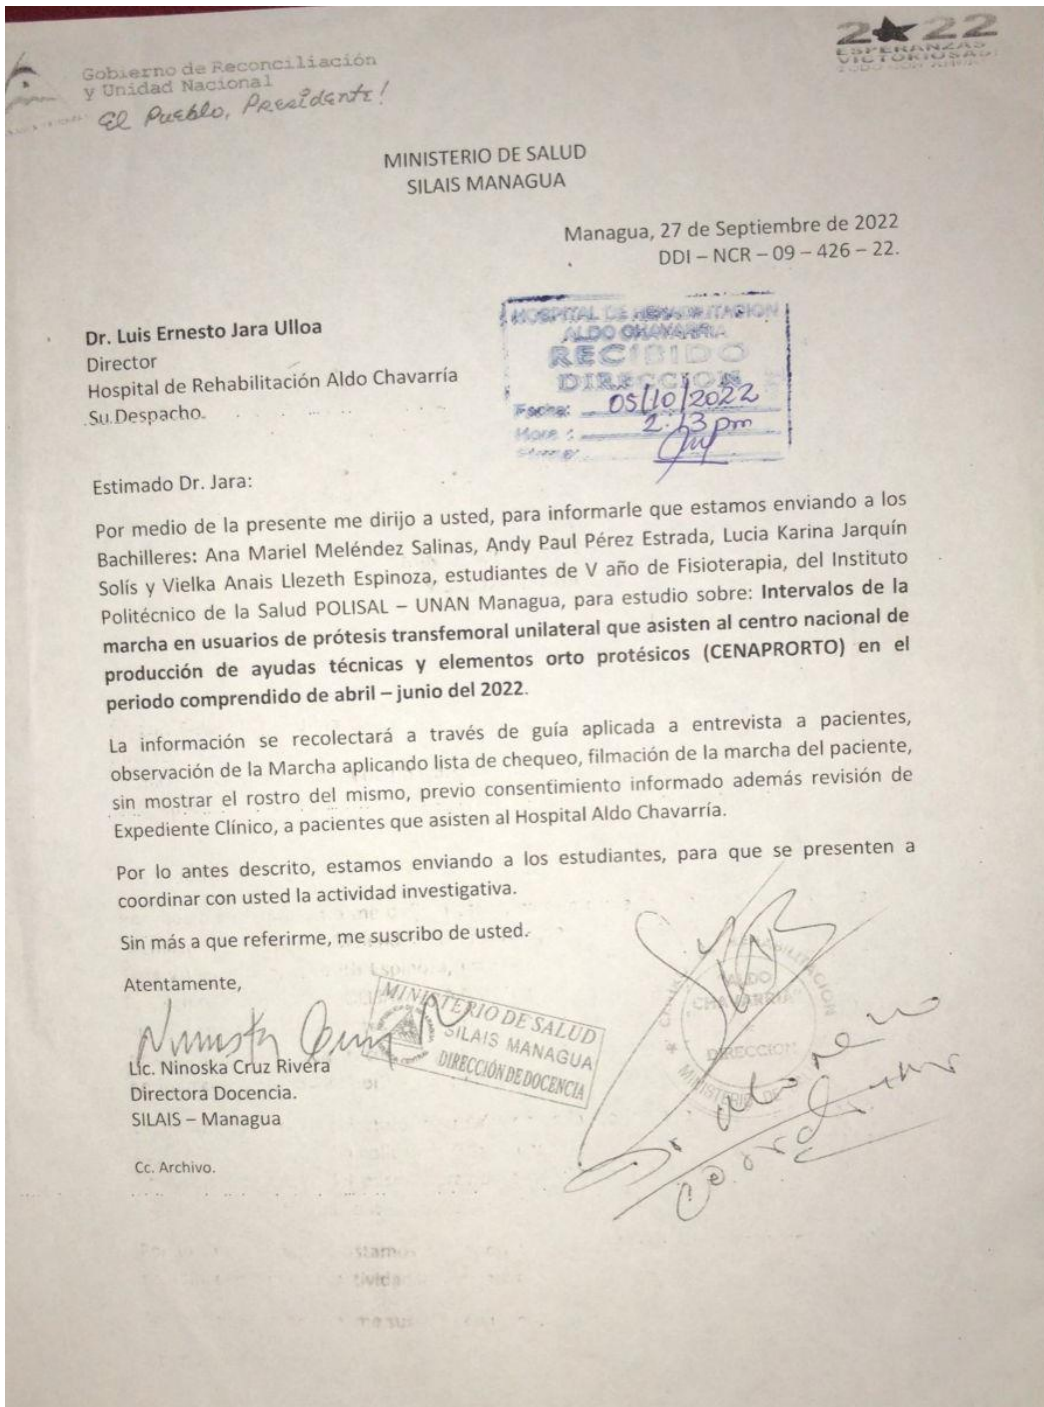 2022
ESPERANZAS
VICTORIOSAS!
Gobierno de Reconciliación
y Unidad Nacional
El Pueblo, Presidente!
MINISTERIO DE SALUD
SILAIS MANAGUA
Managua, 27 de Septiembre de 2022
DDI – NCR – 09 – 426 – 22.
HOSPITAL DE REHABILITACION
ALDO CHAVARRIA
RECIBIDO
DIRECCION
Fecha: 05/10/2022
Hora : 2:13 pm
Dr. Luis Ernesto Jara Ulloa
Director
Hospital de Rehabilitación Aldo Chavarría
Su Despacho.
Estimado Dr. Jara:
Por medio de la presente me dirijo a usted, para informarle que estamos enviando a los
Bachilleres: Ana Mariel Meléndez Salinas, Andy Paul Pérez Estrada, Lucia Karina Jarquín
Solís y Vielka Anais Llezeth Espinoza, estudiantes de V año de Fisioterapia, del Instituto
Politécnico de la Salud POLISAL – UNAN Managua, para estudio sobre: Intervalos de la
marcha en usuarios de prótesis transfemoral unilateral que asisten al centro nacional de
producción de ayudas técnicas y elementos orto protésicos (CENAPRORTO) en el
periodo comprendido de abril – junio del 2022.
La información se recolectará a través de guía aplicada a entrevista a pacientes,
observación de la Marcha aplicando lista de chequeo, filmación de la marcha del paciente,
sin mostrar el rostro del mismo, previo consentimiento informado además revisión de
Expediente Clínico, a pacientes que asisten al Hospital Aldo Chavarría.
Por lo antes descrito, estamos enviando a los estudiantes, para que se presenten a
coordinar con usted la actividad investigativa.
Sin más a que referirme, me suscribo de usted.
Atentamente,
MINISTERIO DE SALUD
SILAIS MANAGUA
DIRECCIÓN DE DOCENCIA
ALDO
CHAVARRIA
DIRECCION
Lic. Ninoska Cruz Rivera
Directora Docencia.
SILAIS – Managua
Cc. Archivo.